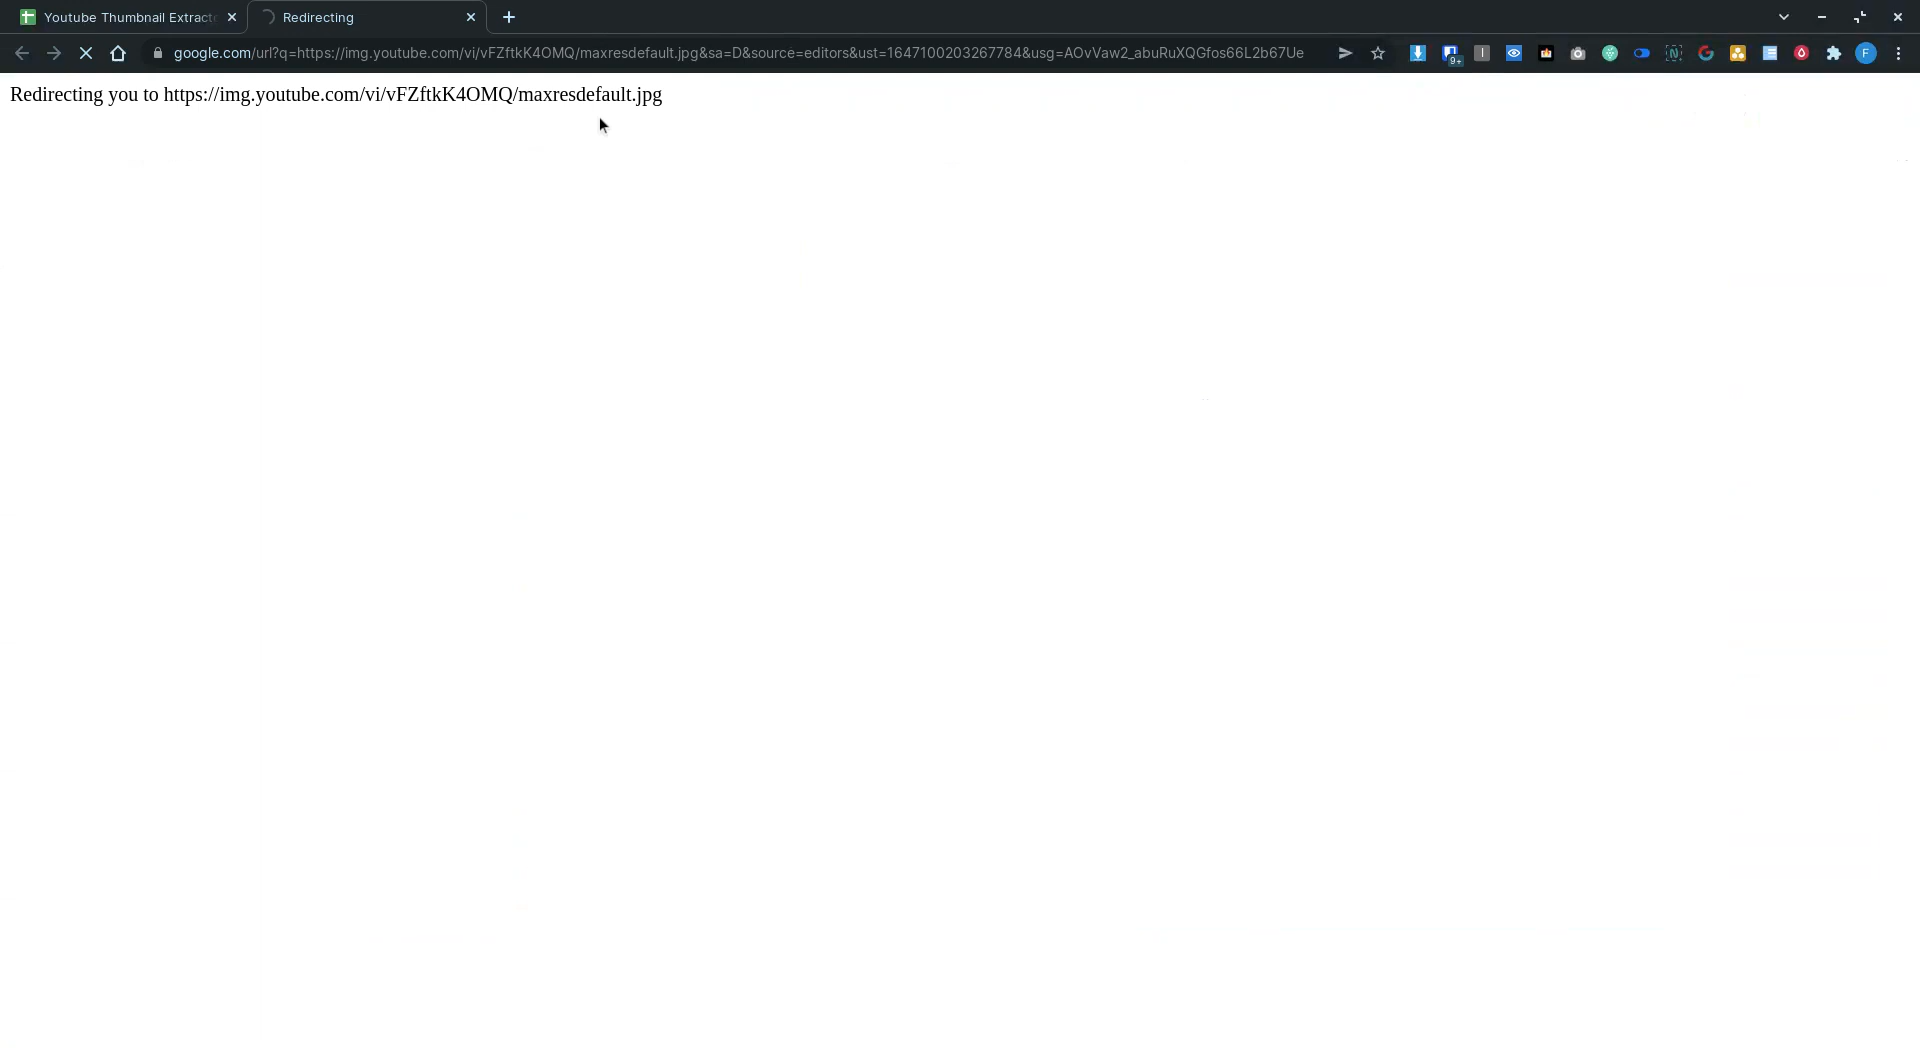 Youtube Thumbnail Extract
Redirecting
google.com/url?q=https://img.youtube.com/vi/vFZftkK4OMQ/maxresdefault.jpg&sa=D&source=editors&ust=1647100203267784&usg=AOvVaw2_abuRuXQGfos66L2b67Ue
9+
F
Redirecting you to https://img.youtube.com/vi/vFZftkK4OMQ/maxresdefault.jpg